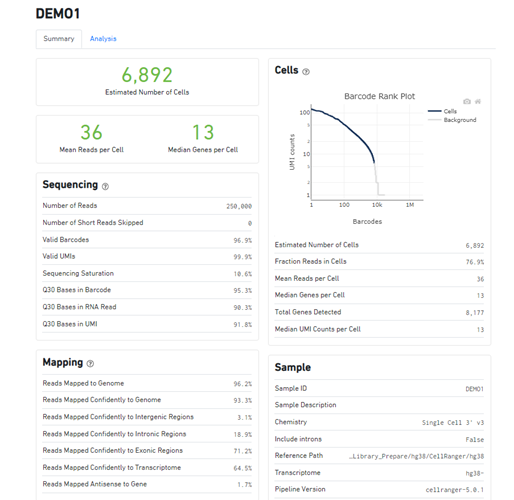 DEMO1
Summary
Analysis
6,892
Estimated Number of Cells
36
Mean Reads per Cell
13
Median Genes per Cell
Sequencing ?
Number of Reads 250,000
Number of Short Reads Skipped 0
Valid Barcodes 96.9%
Valid UMIs 99.9%
Sequencing Saturation 10.6%
Q30 Bases in Barcode 95.3%
Q30 Bases in RNA Read 90.3%
Q30 Bases in UMI 91.8%
Mapping ?
Reads Mapped to Genome 96.2%
Reads Mapped Confidently to Genome 93.3%
Reads Mapped Confidently to Intergenic Regions 3.1%
Reads Mapped Confidently to Intronic Regions 18.9%
Reads Mapped Confidently to Exonic Regions 71.2%
Reads Mapped Confidently to Transcriptome 64.5%
Reads Mapped Antisense to Gene 1.7%
Cells ?
Barcode Rank Plot
Cells
Background
UMI counts
100
5
2
10
5
2
1
1 100 10k 1M
Barcodes
Estimated Number of Cells 6,892
Fraction Reads in Cells 76.9%
Mean Reads per Cell 36
Median Genes per Cell 13
Total Genes Detected 8,177
Median UMI Counts per Cell 13
Sample
Sample ID DEMO1
Sample Description
Chemistry Single Cell 3' v3
Include introns False
Reference Path …_Library_Prepare/hg38/CellRanger/hg38
Transcriptome hg38-
Pipeline Version cellranger-5.0.1